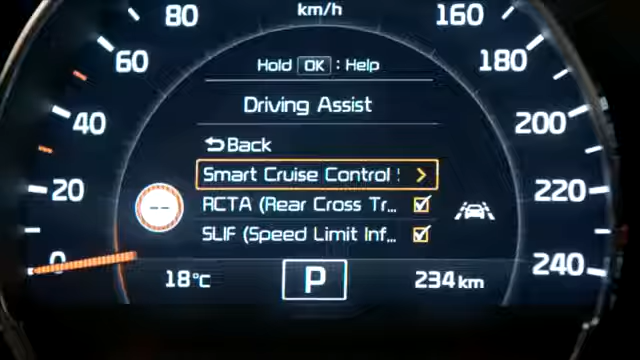 km/h
80
160
60
180
40
200
20
220
0
240
Hold OK : Help
Driving Assist
Back
Smart Cruise Control
RCTA (Rear Cross Tr...
SLIF (Speed Limit Inf...
--
18°C
P
234 km